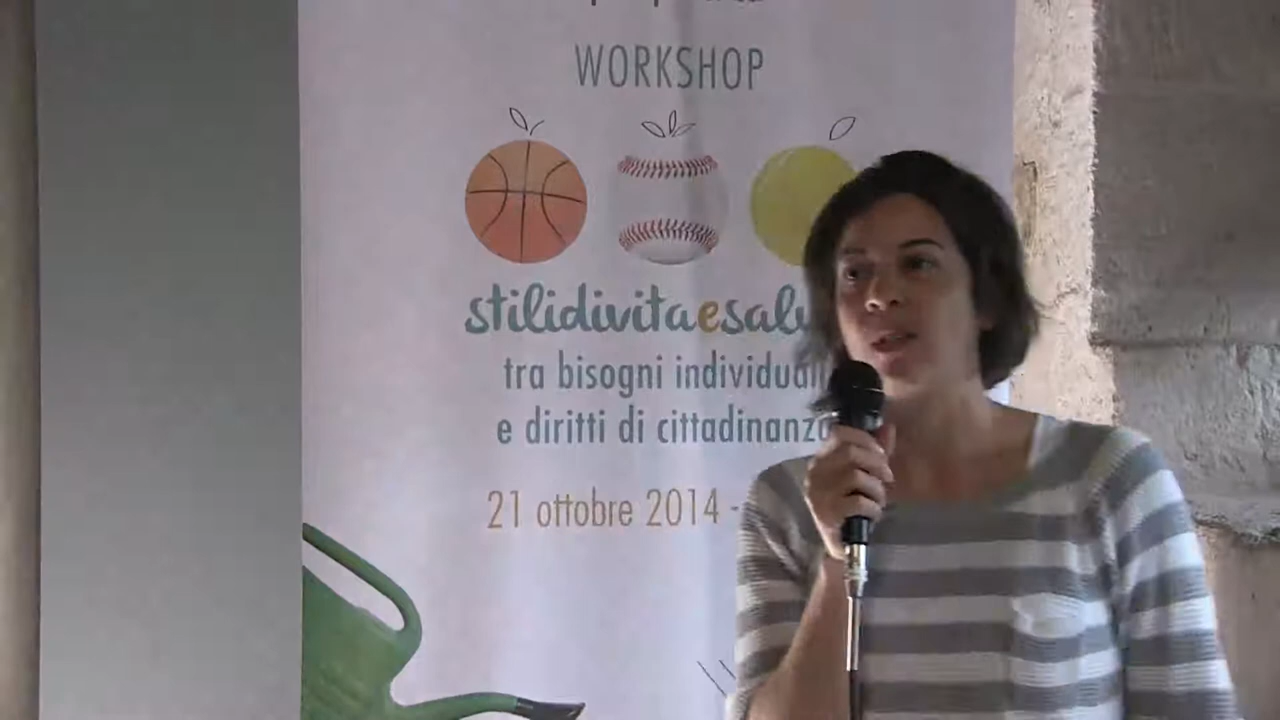 WORKSHOP
stilidivitaesalu
tra bisogni individuali
e diritti di cittadinanza
21 ottobre 2014 -